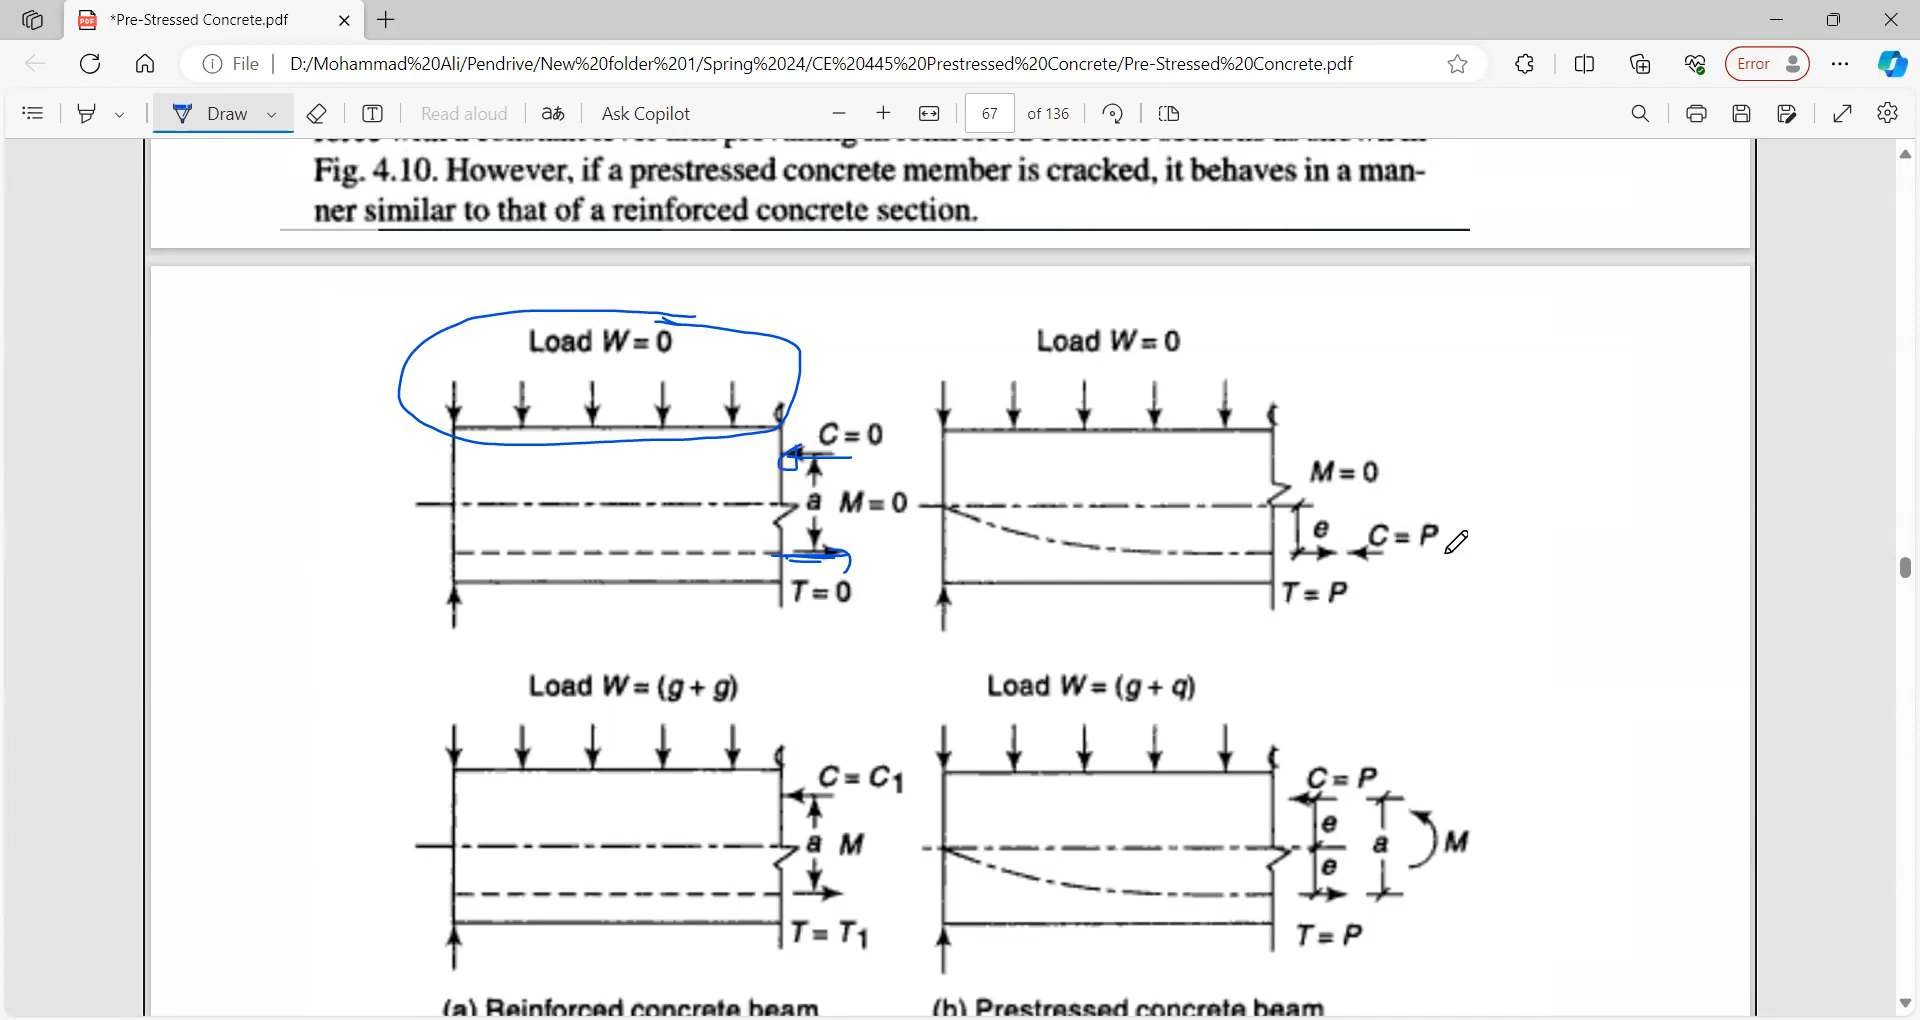 *Pre-Stressed Concrete.pdf
File
D:/Mohammad%20Ali/Pendrive/New%20folder%201/Spring%2024/CE%20445%20Prestressed%20Concrete/Pre-Stressed%20Concrete.pdf
Error
Draw
Read aloud
aあ
Ask Copilot
67 of 136
Fig. 4.10. However, if a prestressed concrete member is cracked, it behaves in a man-
ner similar to that of a reinforced concrete section.
Load W = 0
C = 0
a M = 0
T = 0
Load W = 0
M = 0
e C = P
T = P
Load W = (g + g)
C = C1
a M
T = T1
Load W = (g + q)
C = P
e
e
a
M
T = P
(a) Reinforced concrete beam
(b) Prestressed concrete beam